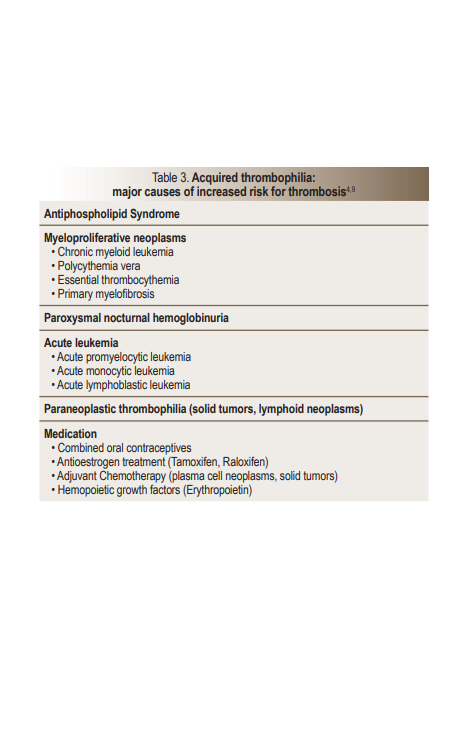 Table 3. Acquired thrombophilia:
major causes of increased risk for thrombosis4,9
Antiphospholipid Syndrome
Myeloproliferative neoplasms
• Chronic myeloid leukemia
• Polycythemia vera
• Essential thrombocythemia
• Primary myelofibrosis
Paroxysmal nocturnal hemoglobinuria
Acute leukemia
• Acute promyelocytic leukemia
• Acute monocytic leukemia
• Acute lymphoblastic leukemia
Paraneoplastic thrombophilia (solid tumors, lymphoid neoplasms)
Medication
• Combined oral contraceptives
• Antioestrogen treatment (Tamoxifen, Raloxifen)
• Adjuvant Chemotherapy (plasma cell neoplasms, solid tumors)
• Hemopoietic growth factors (Erythropoietin)